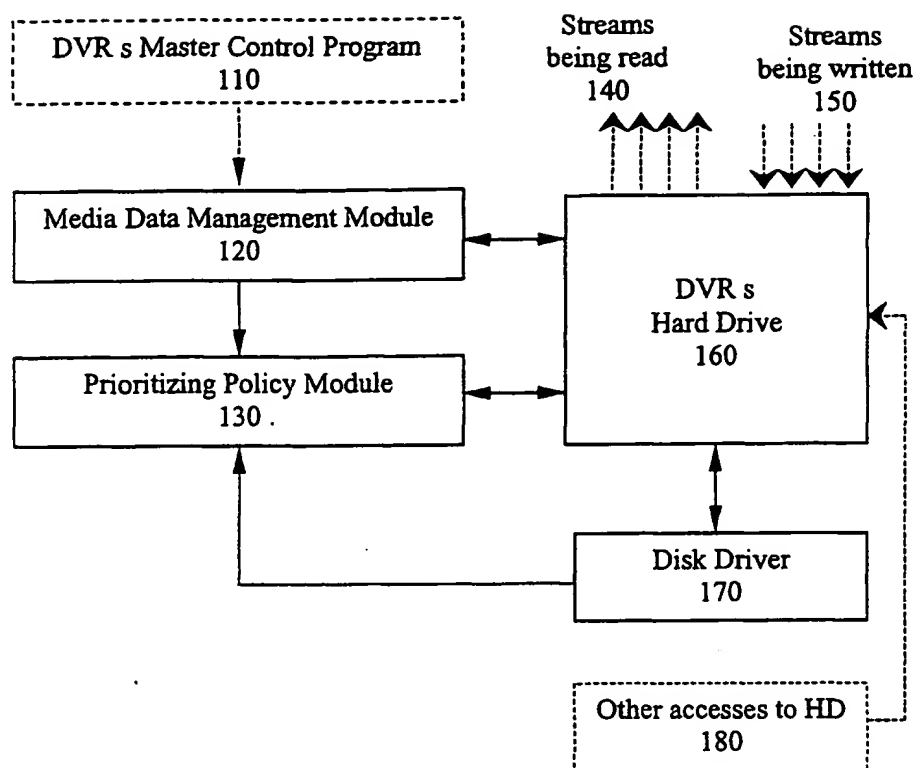 DVR s Master Control Program
110
Streams
being read
140
Streams
being written
150
Media Data Management Module
120
DVR s
Hard Drive
160
Prioritizing Policy Module
130 .
Disk Driver
170
Other accesses to HD
180